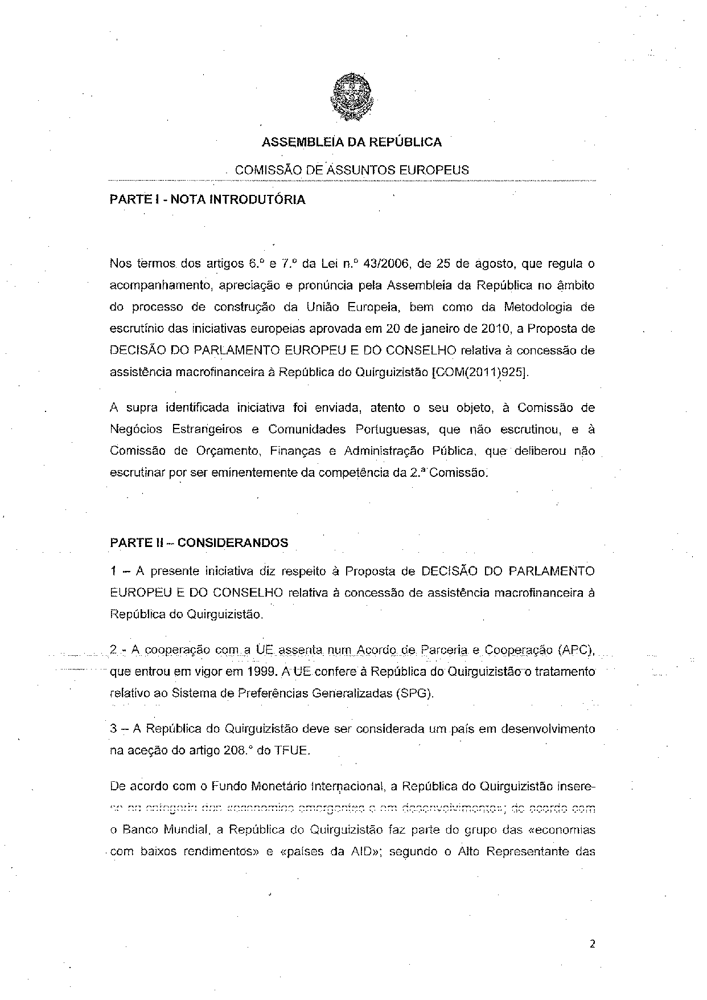 ASSEMBLEIA DA REPÚBLICA
COMISSÃO DE ASSUNTOS EUROPEUS
PARTE I - NOTA INTRODUTÓRIA
Nos termos dos artigos 6.º e 7.º da Lei n.º 43/2006, de 25 de agosto, que regula o
acompanhamento, apreciação e pronúncia pela Assembleia da República no âmbito
do processo de construção da União Europeia, bem como da Metodologia de
escrutínio das iniciativas europeias aprovada em 20 de janeiro de 2010, a Proposta de
DECISÃO DO PARLAMENTO EUROPEU E DO CONSELHO relativa à concessão de
assistência macrofinanceira à República do Quirguizistão [COM(2011)925].
A supra identificada iniciativa foi enviada, atento o seu objeto, à Comissão de
Negócios Estrangeiros e Comunidades Portuguesas, que não escrutinou, e à
Comissão de Orçamento, Finanças e Administração Pública, que deliberou não
escrutinar por ser eminentemente da competência da 2.ª Comissão.
PARTE II – CONSIDERANDOS
1 – A presente iniciativa diz respeito à Proposta de DECISÃO DO PARLAMENTO
EUROPEU E DO CONSELHO relativa à concessão de assistência macrofinanceira à
República do Quirguizistão.
2 - A cooperação com a UE assenta num Acordo de Parceria e Cooperação (APC),
que entrou em vigor em 1999. A UE confere à República do Quirguizistão o tratamento
relativo ao Sistema de Preferências Generalizadas (SPG).
3 – A República do Quirguizistão deve ser considerada um país em desenvolvimento
na aceção do artigo 208.º do TFUE.
De acordo com o Fundo Monetário Internacional, a República do Quirguizistão insere-
se na categoria das «economias emergentes e em desenvolvimento»; de acordo com
o Banco Mundial, a República do Quirguizistão faz parte do grupo das «economias
com baixos rendimentos» e «países da AID»; segundo o Alto Representante das
2